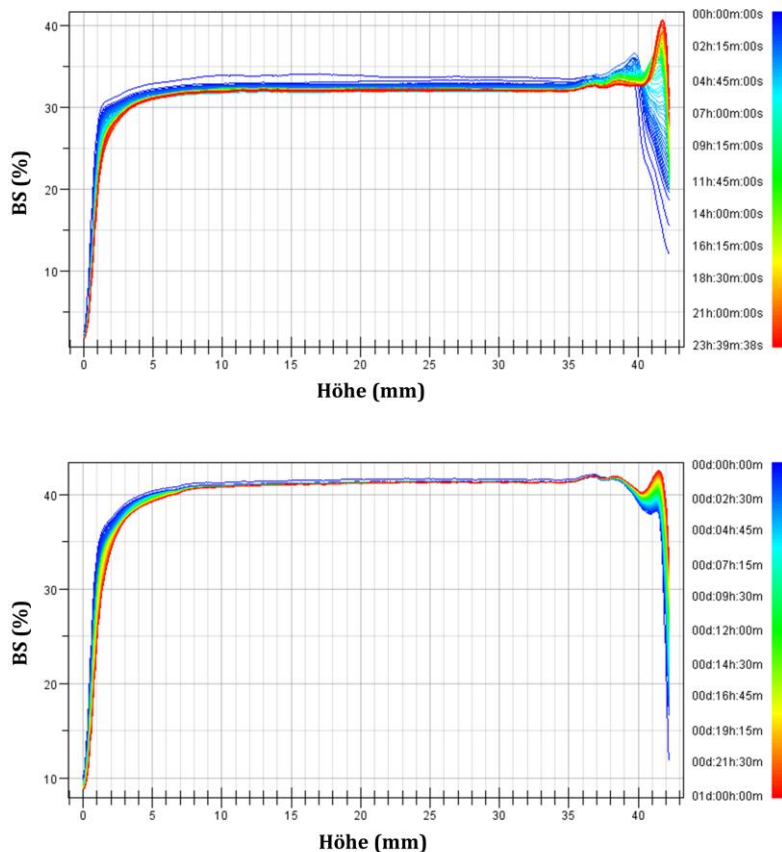 40
30
20
10
0
5
10
15
20
25
30
35
40
BS (%)
Höhe (mm)
00h:00m:00s
02h:15m:00s
04h:45m:00s
07h:00m:00s
09h:15m:00s
11h:45m:00s
14h:00m:00s
16h:15m:00s
18h:30m:00s
21h:00m:00s
23h:39m:38s
40
30
20
10
0
5
10
15
20
25
30
35
40
BS (%)
Höhe (mm)
00d:00h:00m
00d:02h:30m
00d:04h:45m
00d:07h:15m
00d:09h:30m
00d:12h:00m
00d:14h:30m
00d:16h:45m
00d:19h:15m
00d:21h:30m
01d:00h:00m